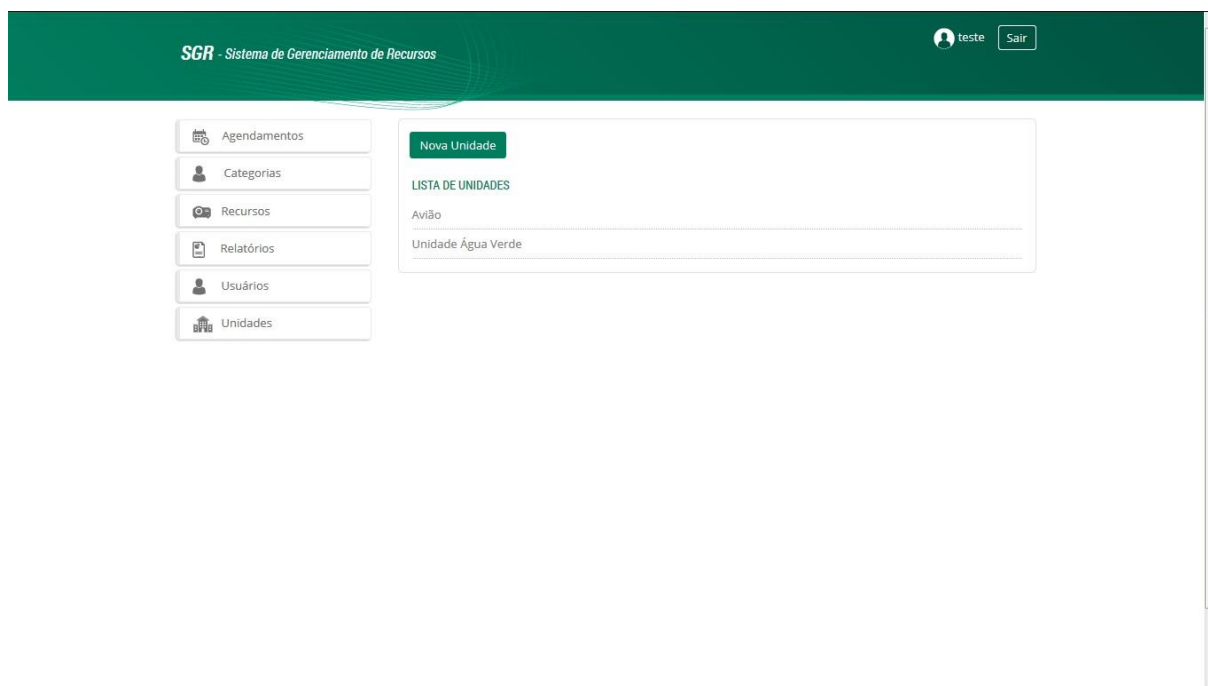 SGR - Sistema de Gerenciamento de Recursos
teste
Sair
Agendamentos
Categorias
Recursos
Relatórios
Usuários
Unidades
Nova Unidade
LISTA DE UNIDADES
Avião
Unidade Água Verde